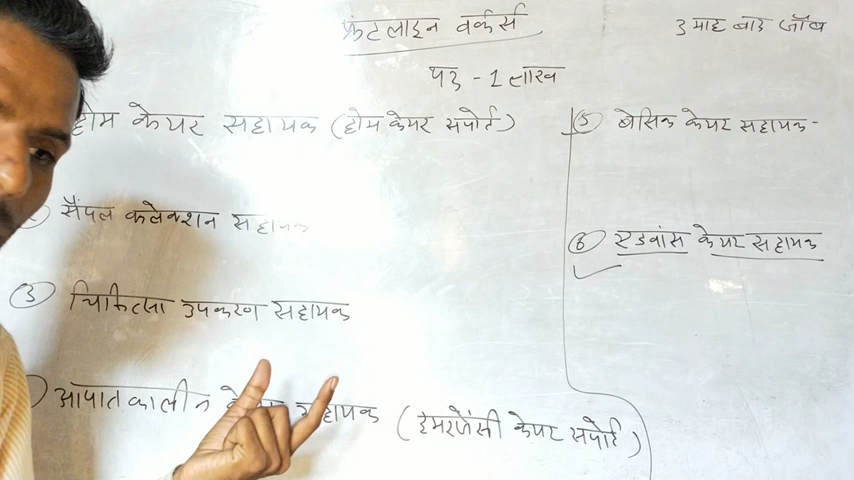 फ्रंटलाइन वर्कर्स
3 माह बाद जॉब
पद - 1 लाख
होम केयर सहायक (होम केयर सपोर्ट)
सैंपल कलेक्शन सहायक
3 चिकित्सा उपकरण सहायक
आपातकालीन केयर सहायक (इमरजेंसी केयर सपोर्ट)
5 बेसिक केयर सहायक -
6 एडवांस केयर सहायक